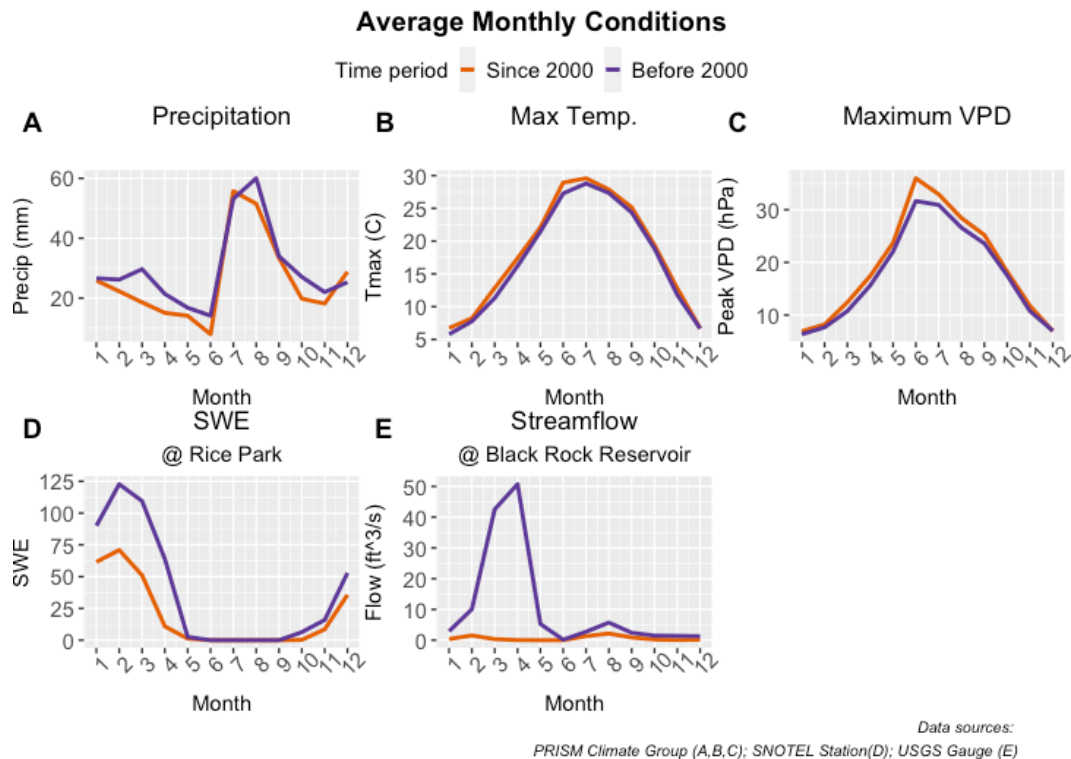 Average Monthly Conditions
Time period Since 2000 Before 2000
A Precipitation
Precip (mm)
60
40
20
1 2 3 4 5 6 7 8 9 10 11 12
Month
B Max Temp.
Tmax (C)
30
25
20
15
10
5
1 2 3 4 5 6 7 8 9 10 11 12
Month
C Maximum VPD
Peak VPD (hPa)
30
20
10
1 2 3 4 5 6 7 8 9 10 11 12
Month
D SWE
@ Rice Park
SWE
125
100
75
50
25
0
1 2 3 4 5 6 7 8 9 10 11 12
Month
E Streamflow
@ Black Rock Reservoir
Flow (ft^3/s)
50
40
30
20
10
0
1 2 3 4 5 6 7 8 9 10 11 12
Month
Data sources:
PRISM Climate Group (A,B,C); SNOTEL Station(D); USGS Gauge (E)